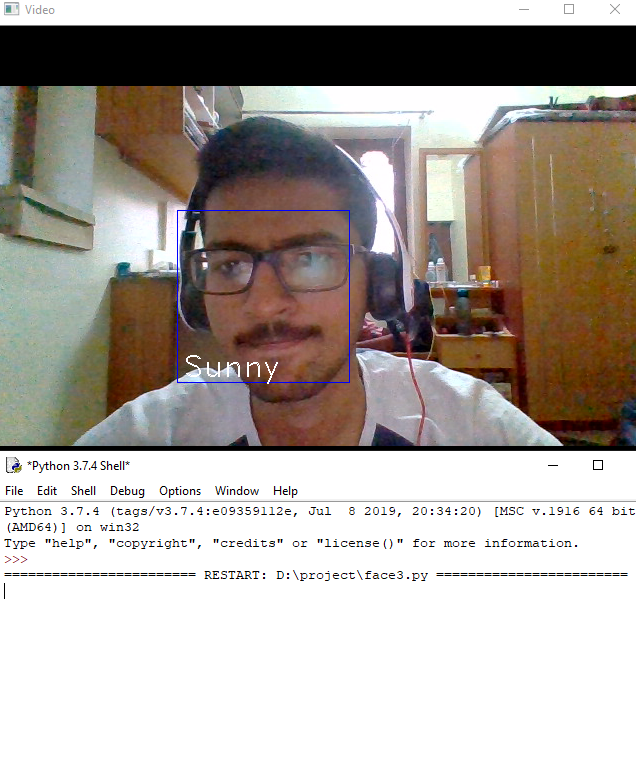 Video
Sunny
*Python 3.7.4 Shell*
File Edit Shell Debug Options Window Help
Python 3.7.4 (tags/v3.7.4:e09359112e, Jul  8 2019, 20:34:20) [MSC v.1916 64 bit
(AMD64)] on win32
Type "help", "copyright", "credits" or "license()" for more information.
>>>
======================== RESTART: D:\project\face3.py ========================